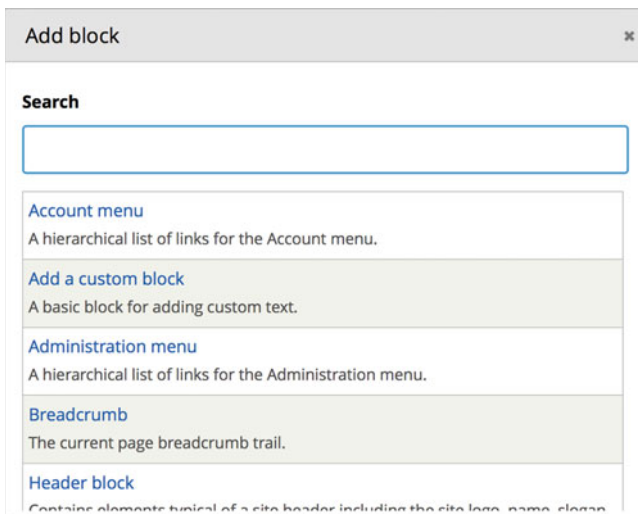 Add block
Search
Account menu
A hierarchical list of links for the Account menu.
Add a custom block
A basic block for adding custom text.
Administration menu
A hierarchical list of links for the Administration menu.
Breadcrumb
The current page breadcrumb trail.
Header block
Contains elements typical of a site header including the site logo, name, slogan